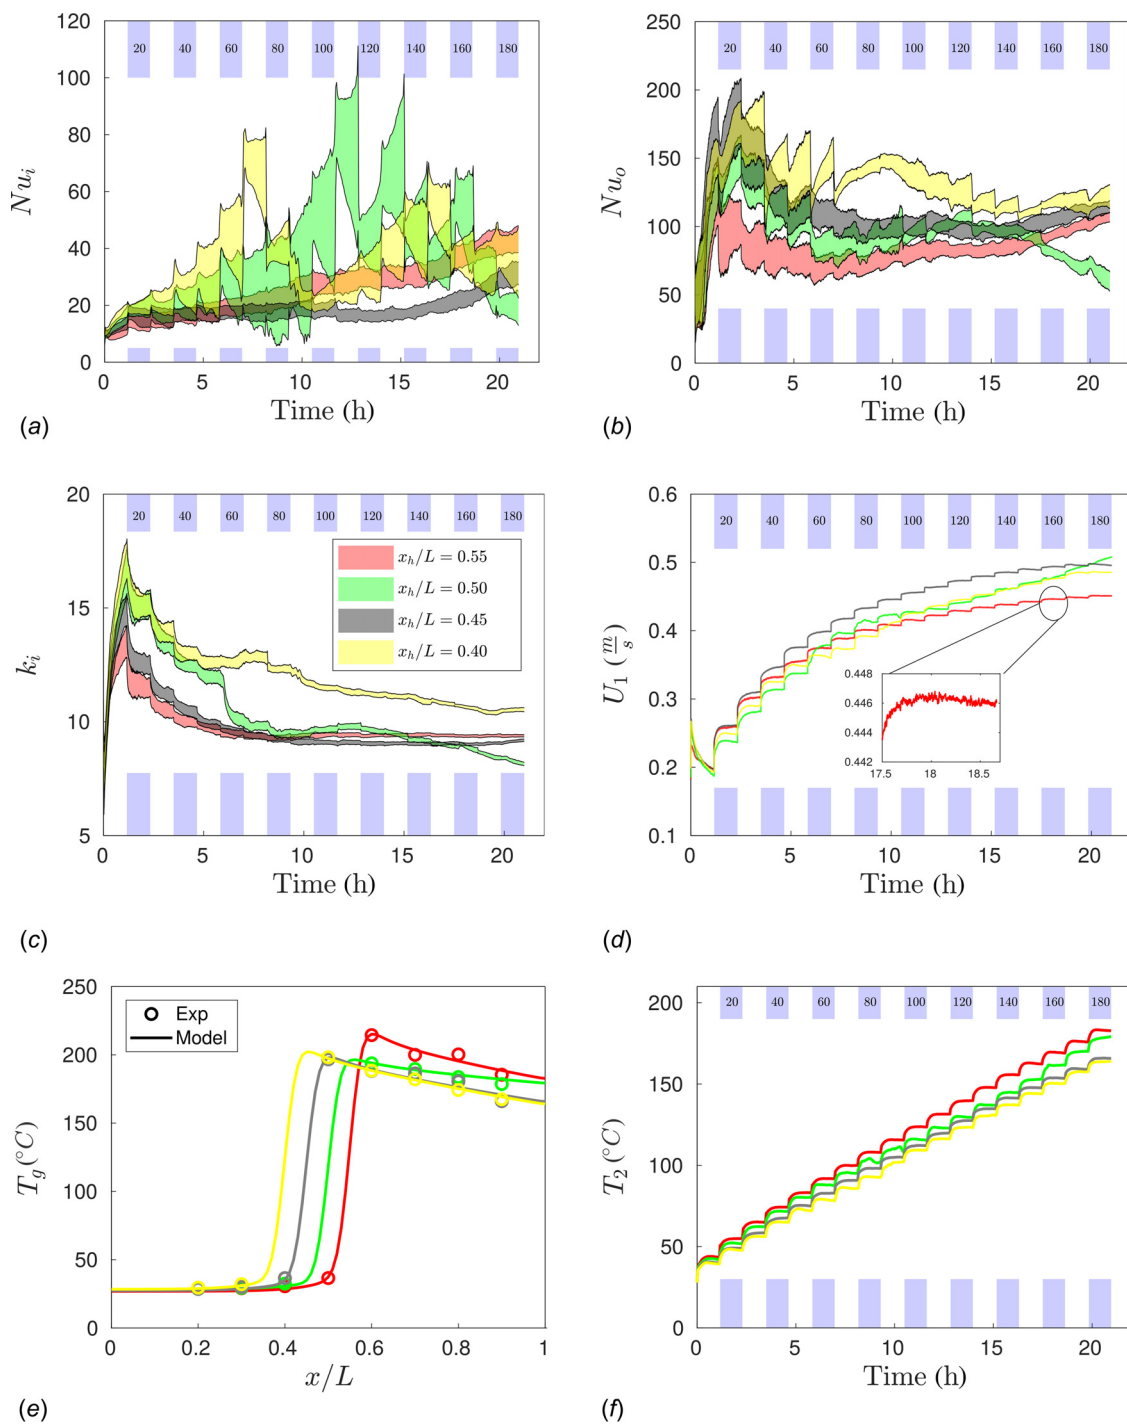 120
100
80
60
40
20
0
Nu_i
20 40 60 80 100 120 140 160 180
0 5 10 15 20
Time (h)
(a)
250
200
150
100
50
0
Nu_o
20 40 60 80 100 120 140 160 180
0 5 10 15 20
Time (h)
(b)
20
15
10
5
k_i
20 40 60 80 100 120 140 160 180
x_h/L = 0.55
x_h/L = 0.50
x_h/L = 0.45
x_h/L = 0.40
0 5 10 15 20
Time (h)
(c)
0.6
0.5
0.4
0.3
0.2
0.1
U_1 (m/s)
20 40 60 80 100 120 140 160 180
0.448
0.446
0.444
0.442
17.5 18 18.5
0 5 10 15 20
Time (h)
(d)
250
200
150
100
50
0
T_g(°C)
Exp
Model
0 0.2 0.4 0.6 0.8 1
x/L
(e)
200
150
100
50
0
T_2(°C)
20 40 60 80 100 120 140 160 180
0 5 10 15 20
Time (h)
(f)